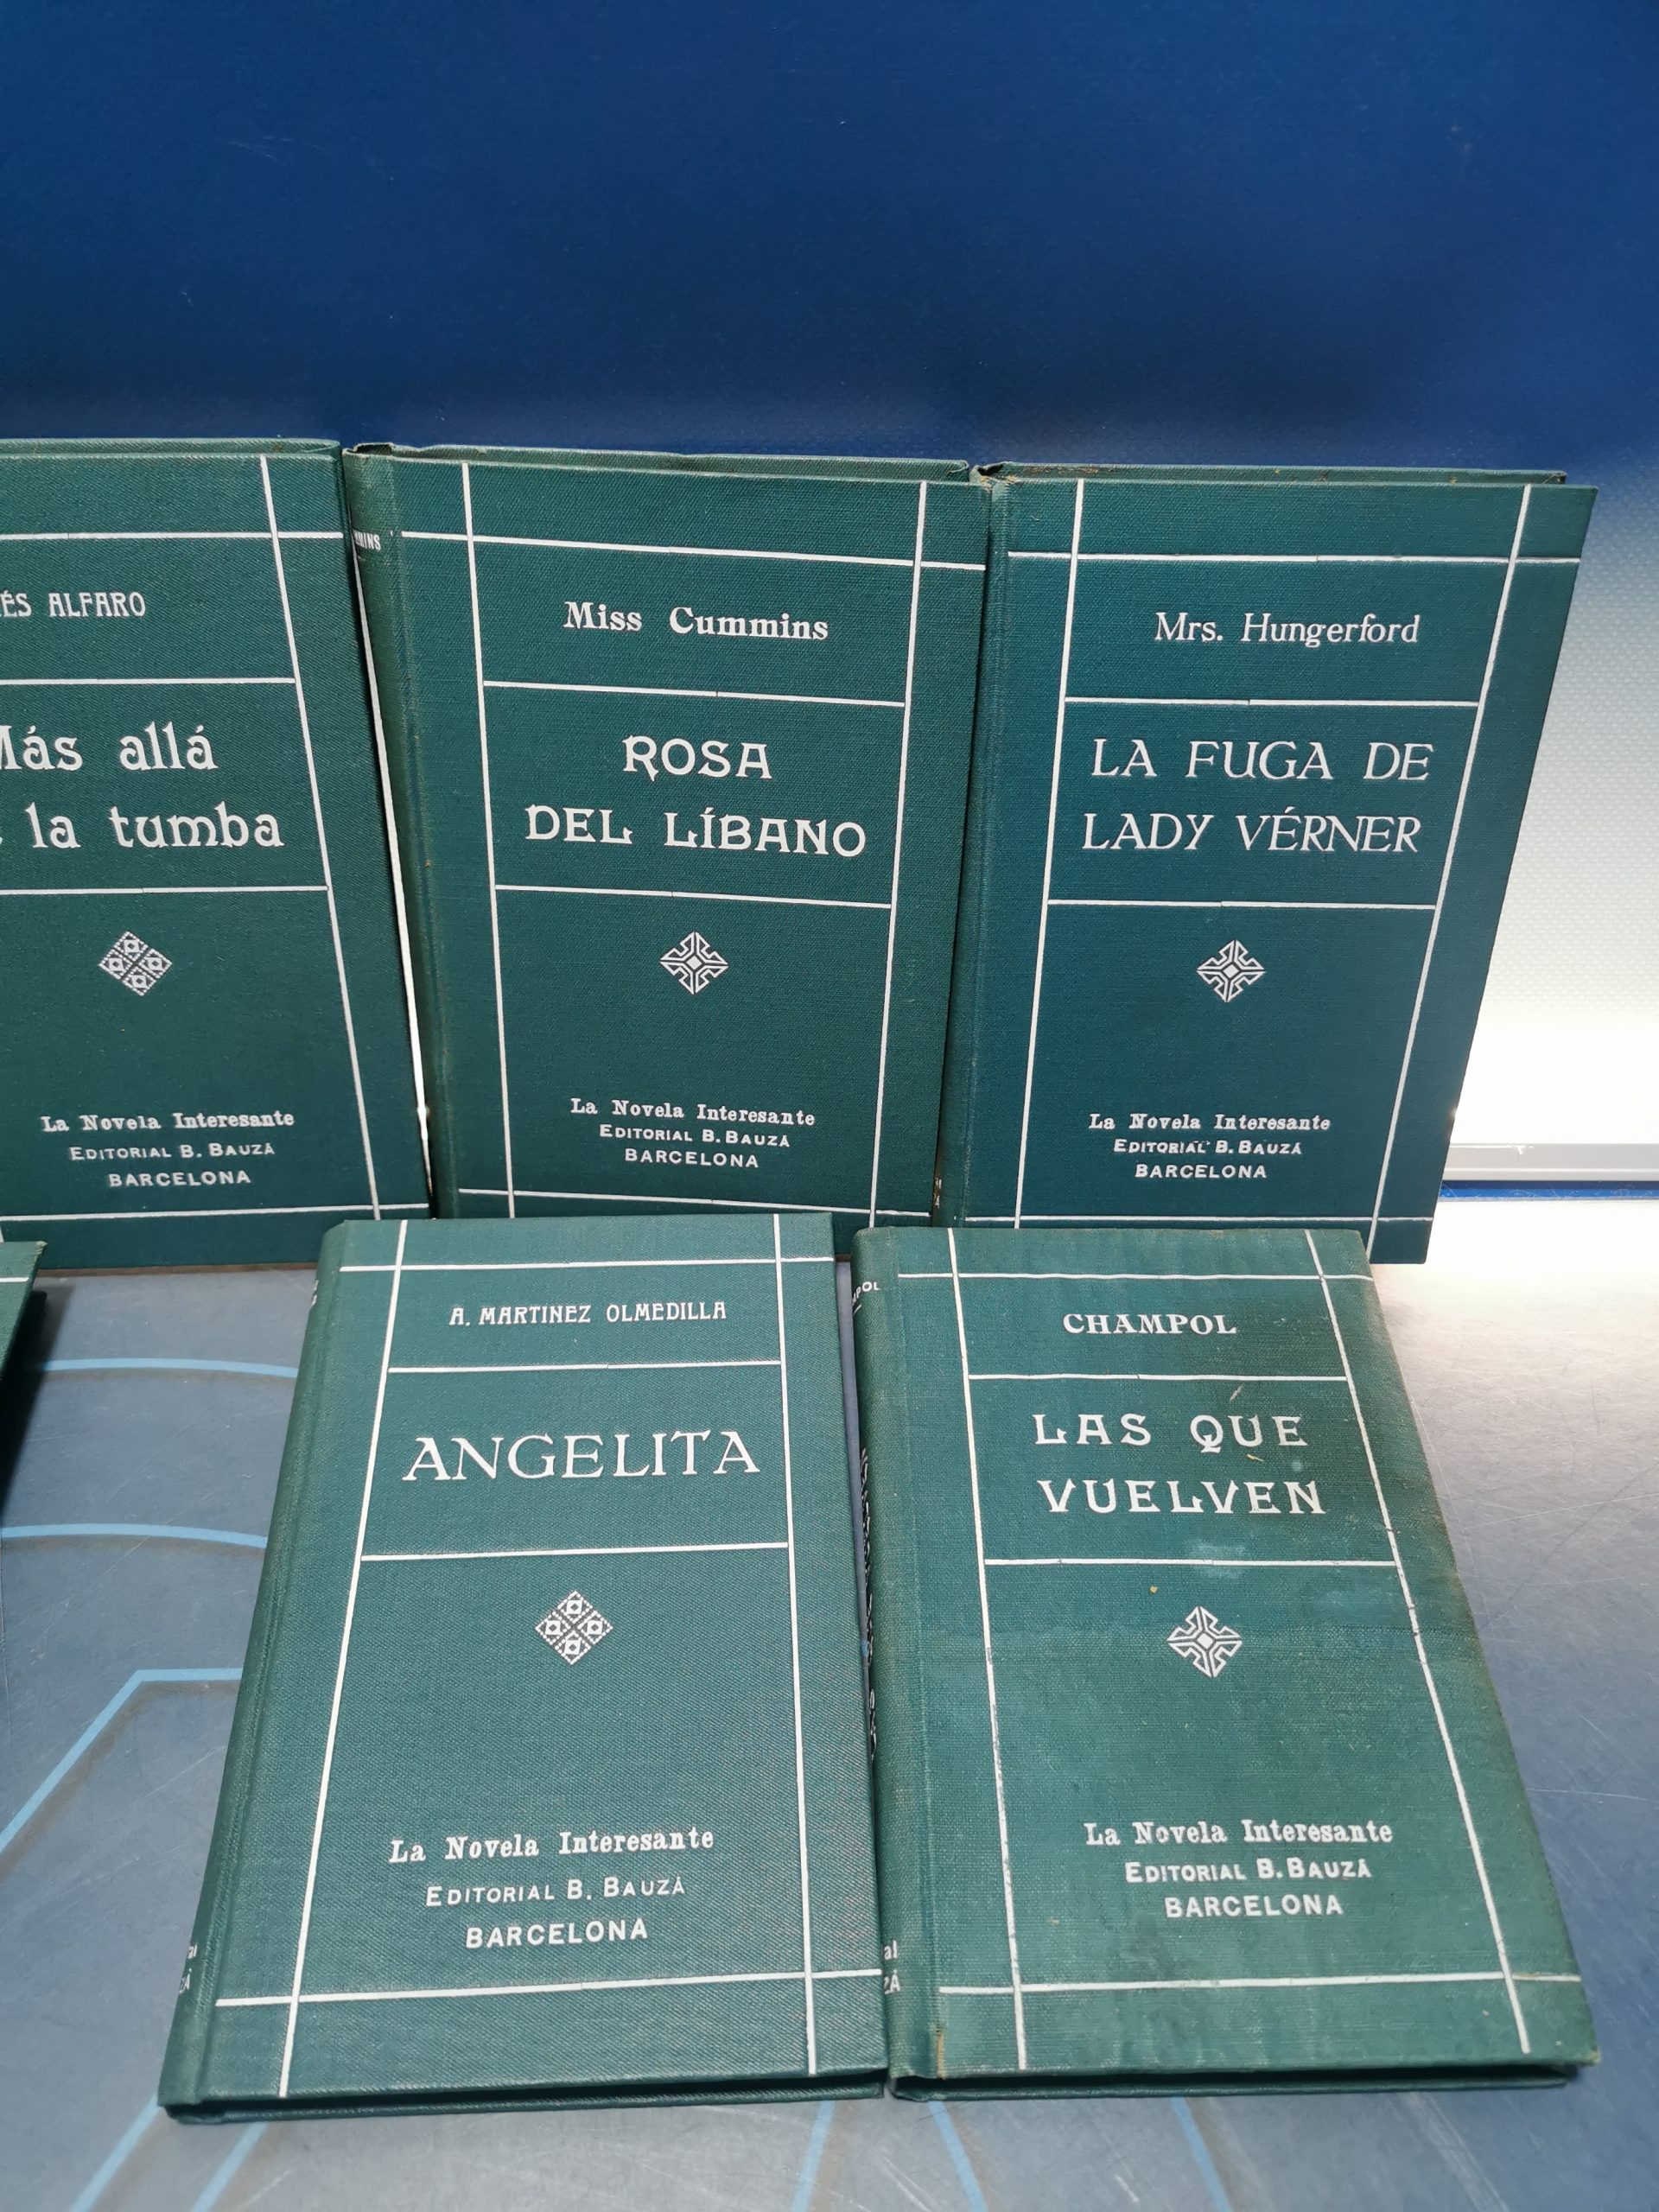 ALFARO
allá
la tumba
La Novela Interesante
EDITORIAL B. BAUZÁ
BARCELONA
Miss Cummins
ROSA
DEL LÍBANO
La Novela Interesante
EDITORIAL B. BAUZÁ
BARCELONA
Mrs. Hungerford
LA FUGA DE
LADY VÉRNER
La Novela Interesante
EDITORIAL B. BAUZÁ
BARCELONA
A. MARTINEZ OLMEDILLA
ANGELITA
La Novela Interesante
EDITORIAL B. BAUZÁ
BARCELONA
CHAMPOL
LAS QUE
VUELVEN
La Novela Interesante
EDITORIAL B. BAUZÁ
BARCELONA